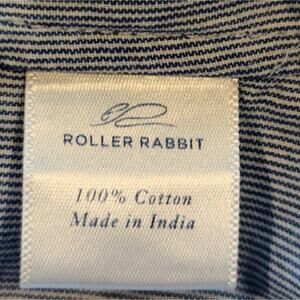 ROLLER RABBIT
100% Cotton
Made in India